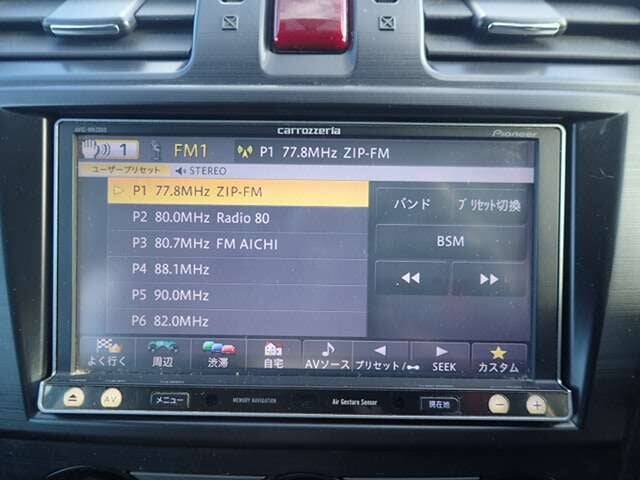 carrozzeria
Pioneer
1 FM1 P1 77.8MHz ZIP-FM
ユーザープリセット STEREO
P1 77.8MHz ZIP-FM
P2 80.0MHz Radio 80
P3 80.7MHz FM AICHI
P4 88.1MHz
P5 90.0MHz
P6 82.0MHz
バンド プリセット切換
BSM
よく行く 周辺 渋滞 自宅 AVソース プリセット/ SEEK カスタム
AV メニュー MEMORY NAVIGATION Air Gesture Sensor 現在地 − +